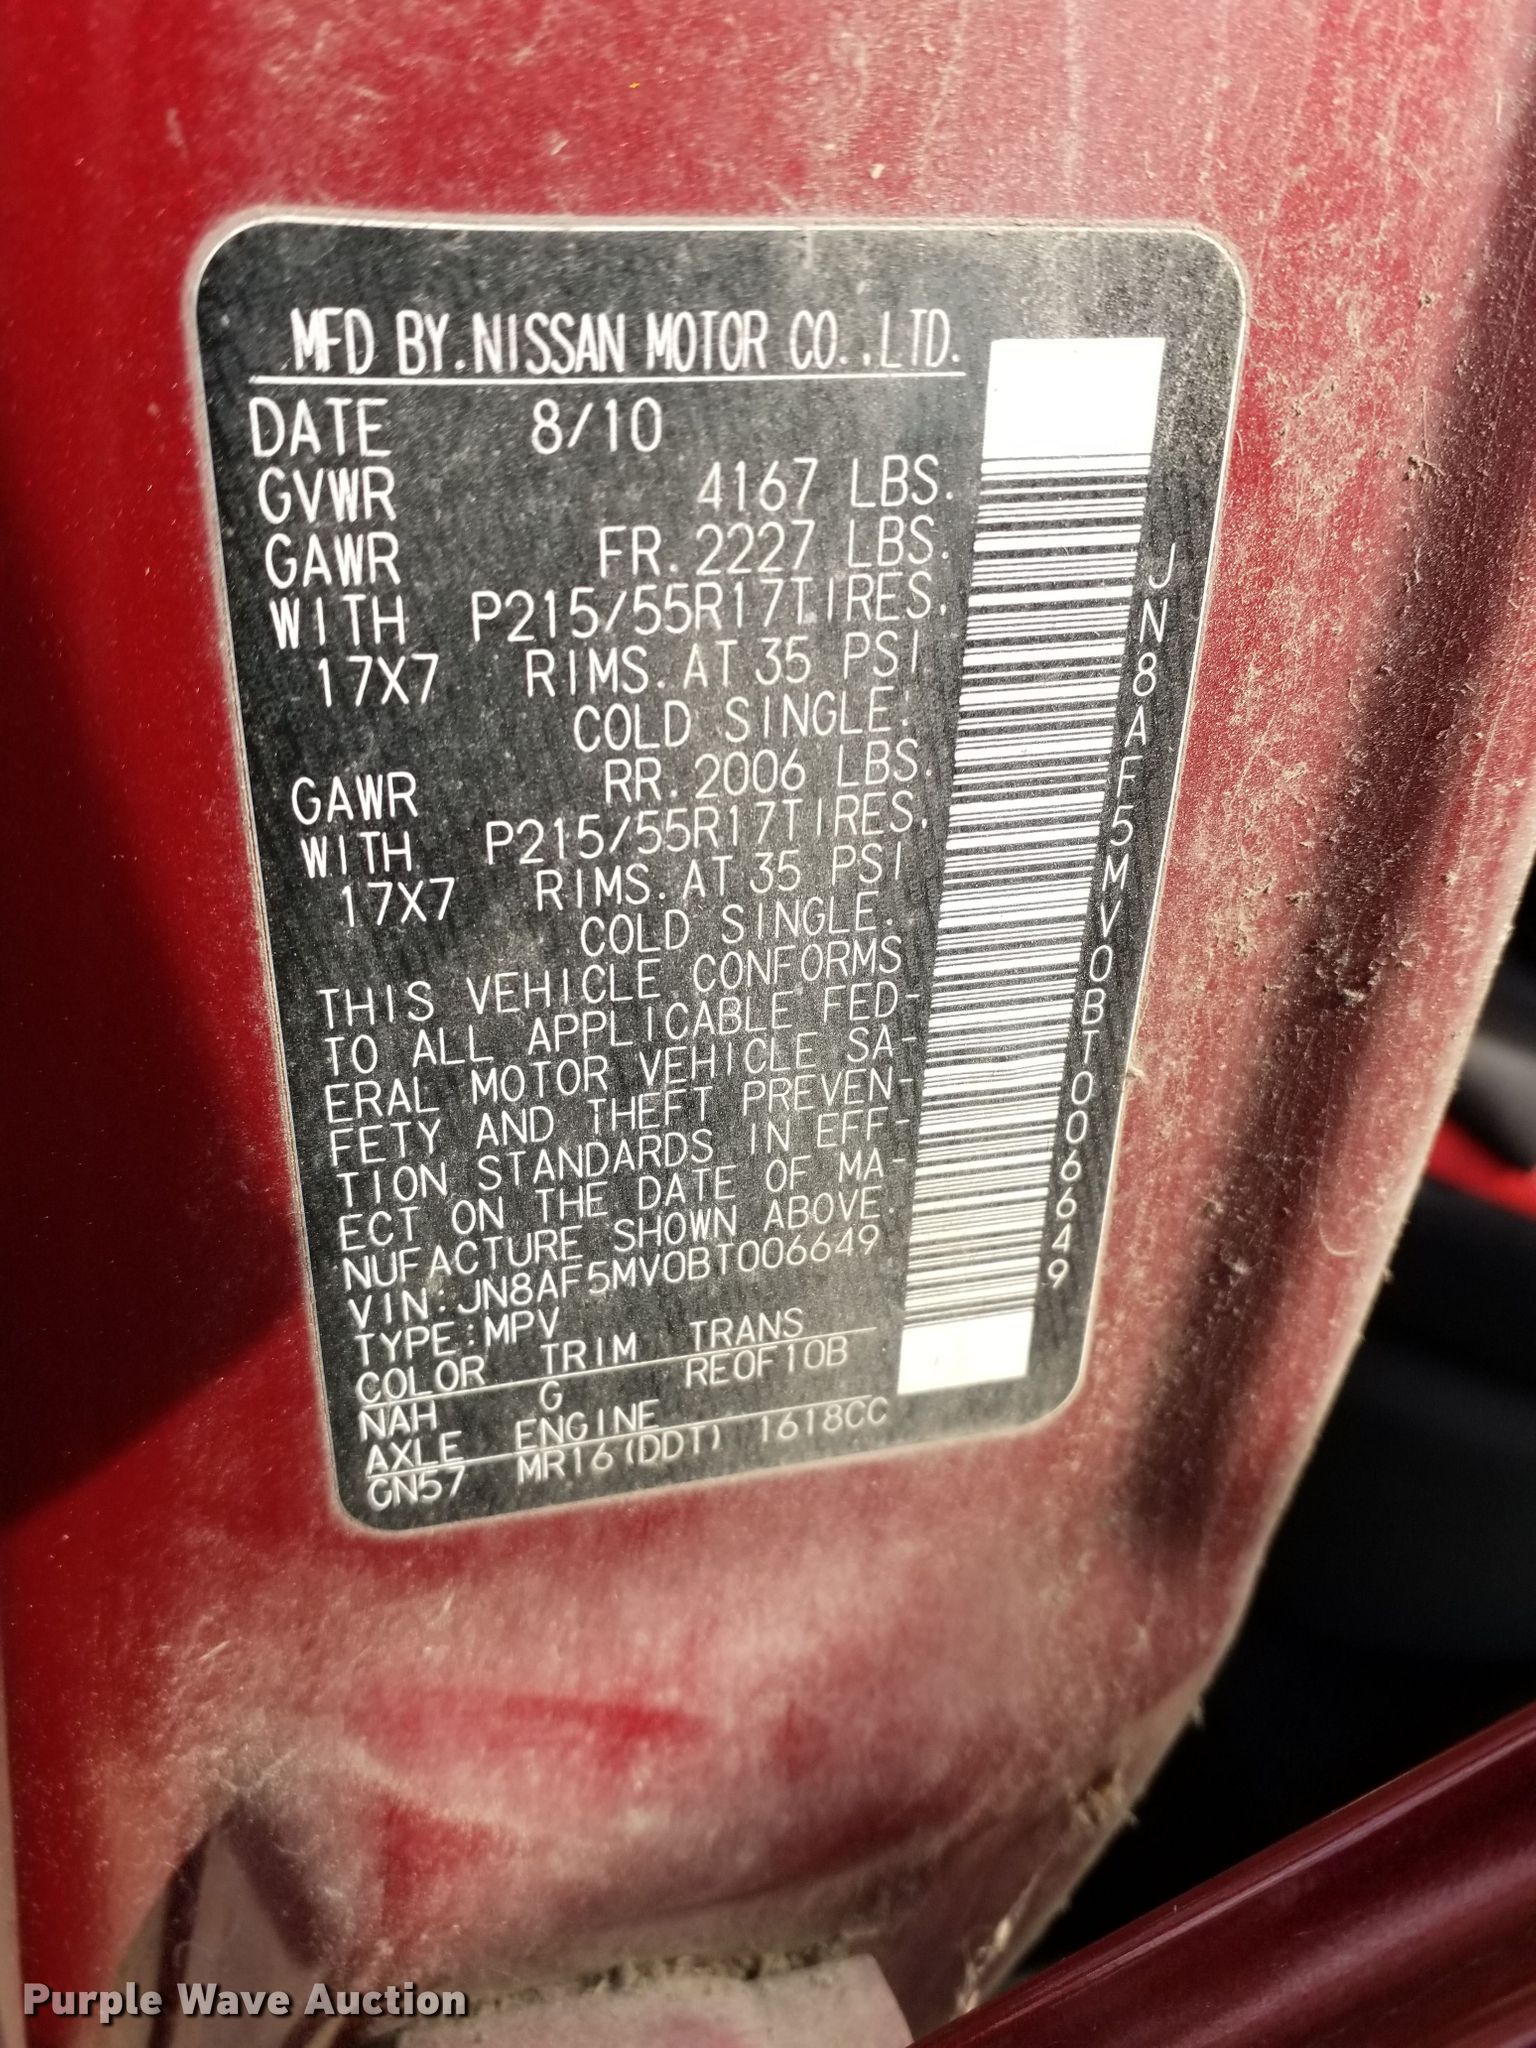 MFD BY.NISSAN MOTOR CO.,LTD.
DATE 8/10
GVWR 4167 LBS.
GAWR FR.2227 LBS.
WITH P215/55R17TIRES.
17X7 RIMS.AT 35 PSI
COLD SINGLE.
GAWR RR.2006 LBS.
WITH P215/55R17TIRES.
17X7 RIMS.AT 35 PSI
COLD SINGLE.
THIS VEHICLE CONFORMS
TO ALL APPLICABLE FED-
ERAL MOTOR VEHICLE SA-
FETY AND THEFT PREVEN-
TION STANDARDS IN EFF-
ECT ON THE DATE OF MA-
NUFACTURE SHOWN ABOVE.
VIN:JN8AF5MV0BT006649
TYPE:MPV
COLOR TRIM TRANS
NAH G RE0F10B
AXLE ENGINE
GN57 MR16(DDT) 1618CC
JN8AF5MV0BT006649
Purple Wave Auction